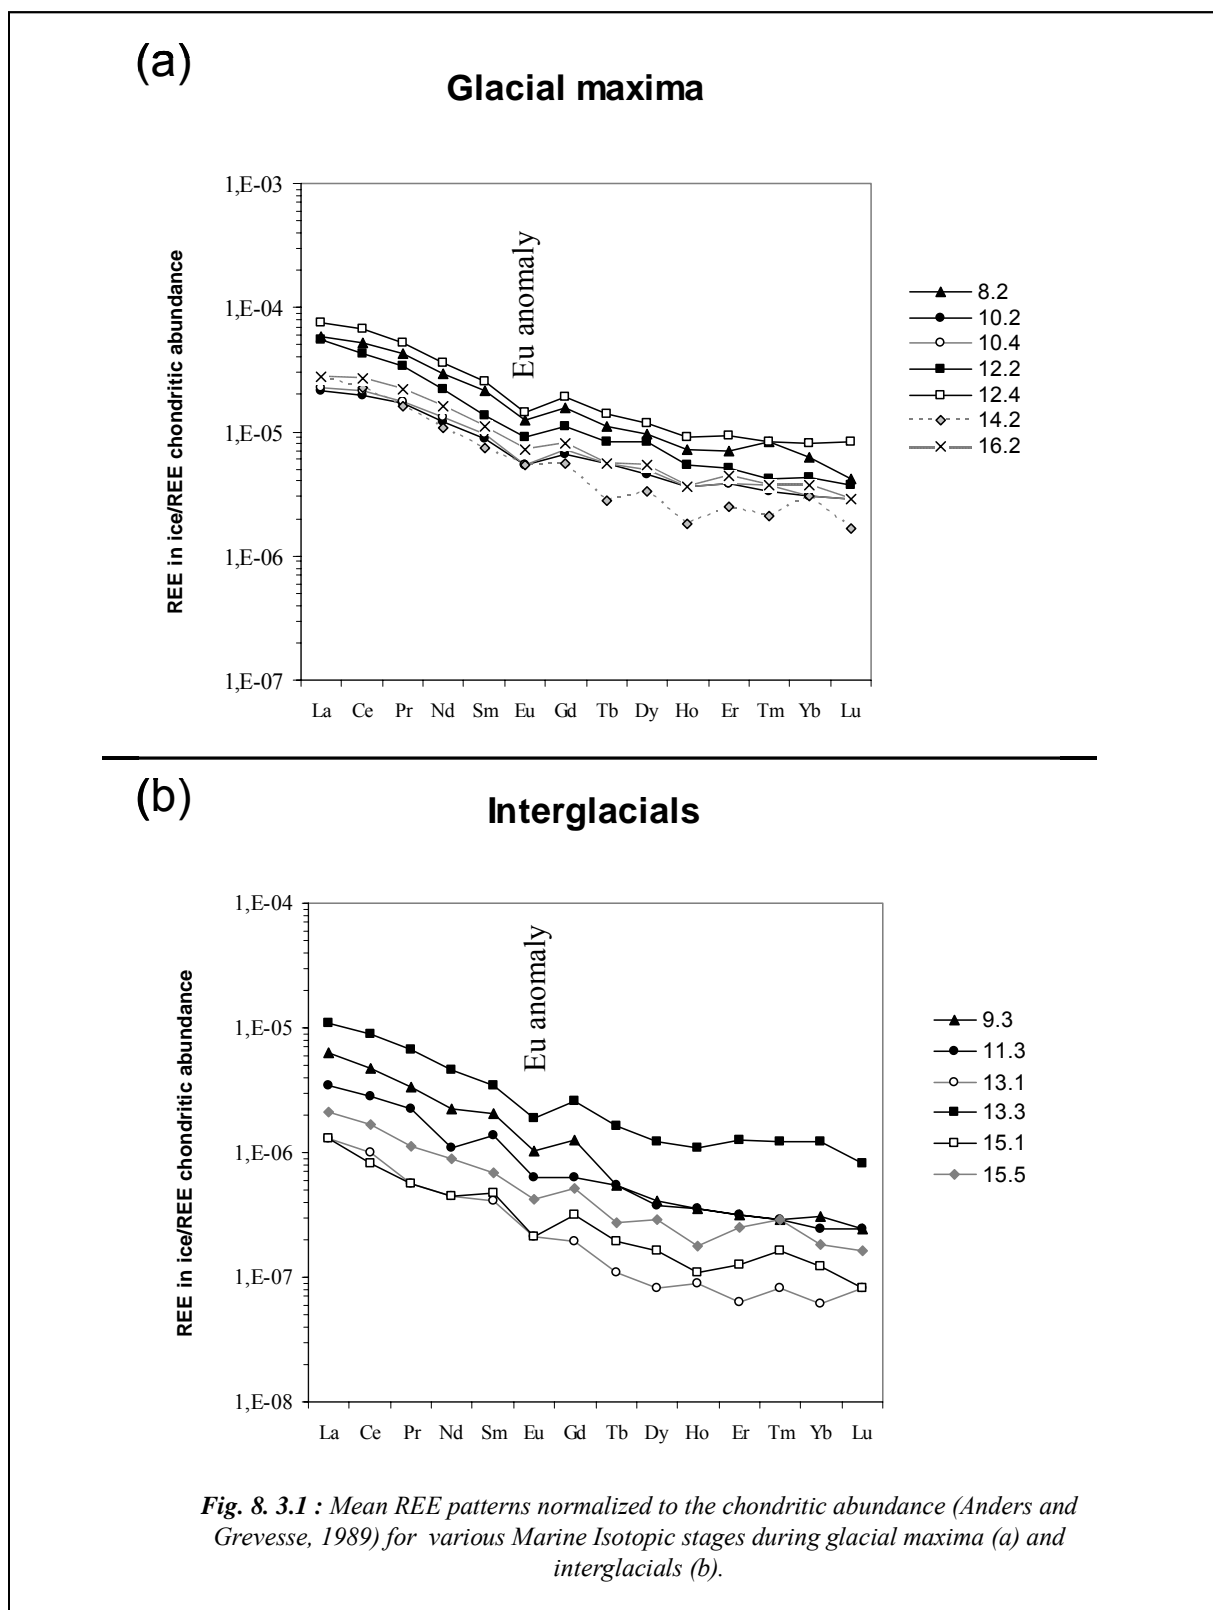 (a)
Glacial maxima
REE in ice/REE chondritic abundance
1,E-03
1,E-04
1,E-05
1,E-06
1,E-07
Eu anomaly
La Ce Pr Nd Sm Eu Gd Tb Dy Ho Er Tm Yb Lu
8.2
10.2
10.4
12.2
12.4
14.2
16.2
(b)
Interglacials
REE in ice/REE chondritic abundance
1,E-04
1,E-05
1,E-06
1,E-07
1,E-08
Eu anomaly
La Ce Pr Nd Sm Eu Gd Tb Dy Ho Er Tm Yb Lu
9.3
11.3
13.1
13.3
15.1
15.5
Fig. 8. 3.1 : Mean REE patterns normalized to the chondritic abundance (Anders and
Grevesse, 1989) for various Marine Isotopic stages during glacial maxima (a) and
interglacials (b).